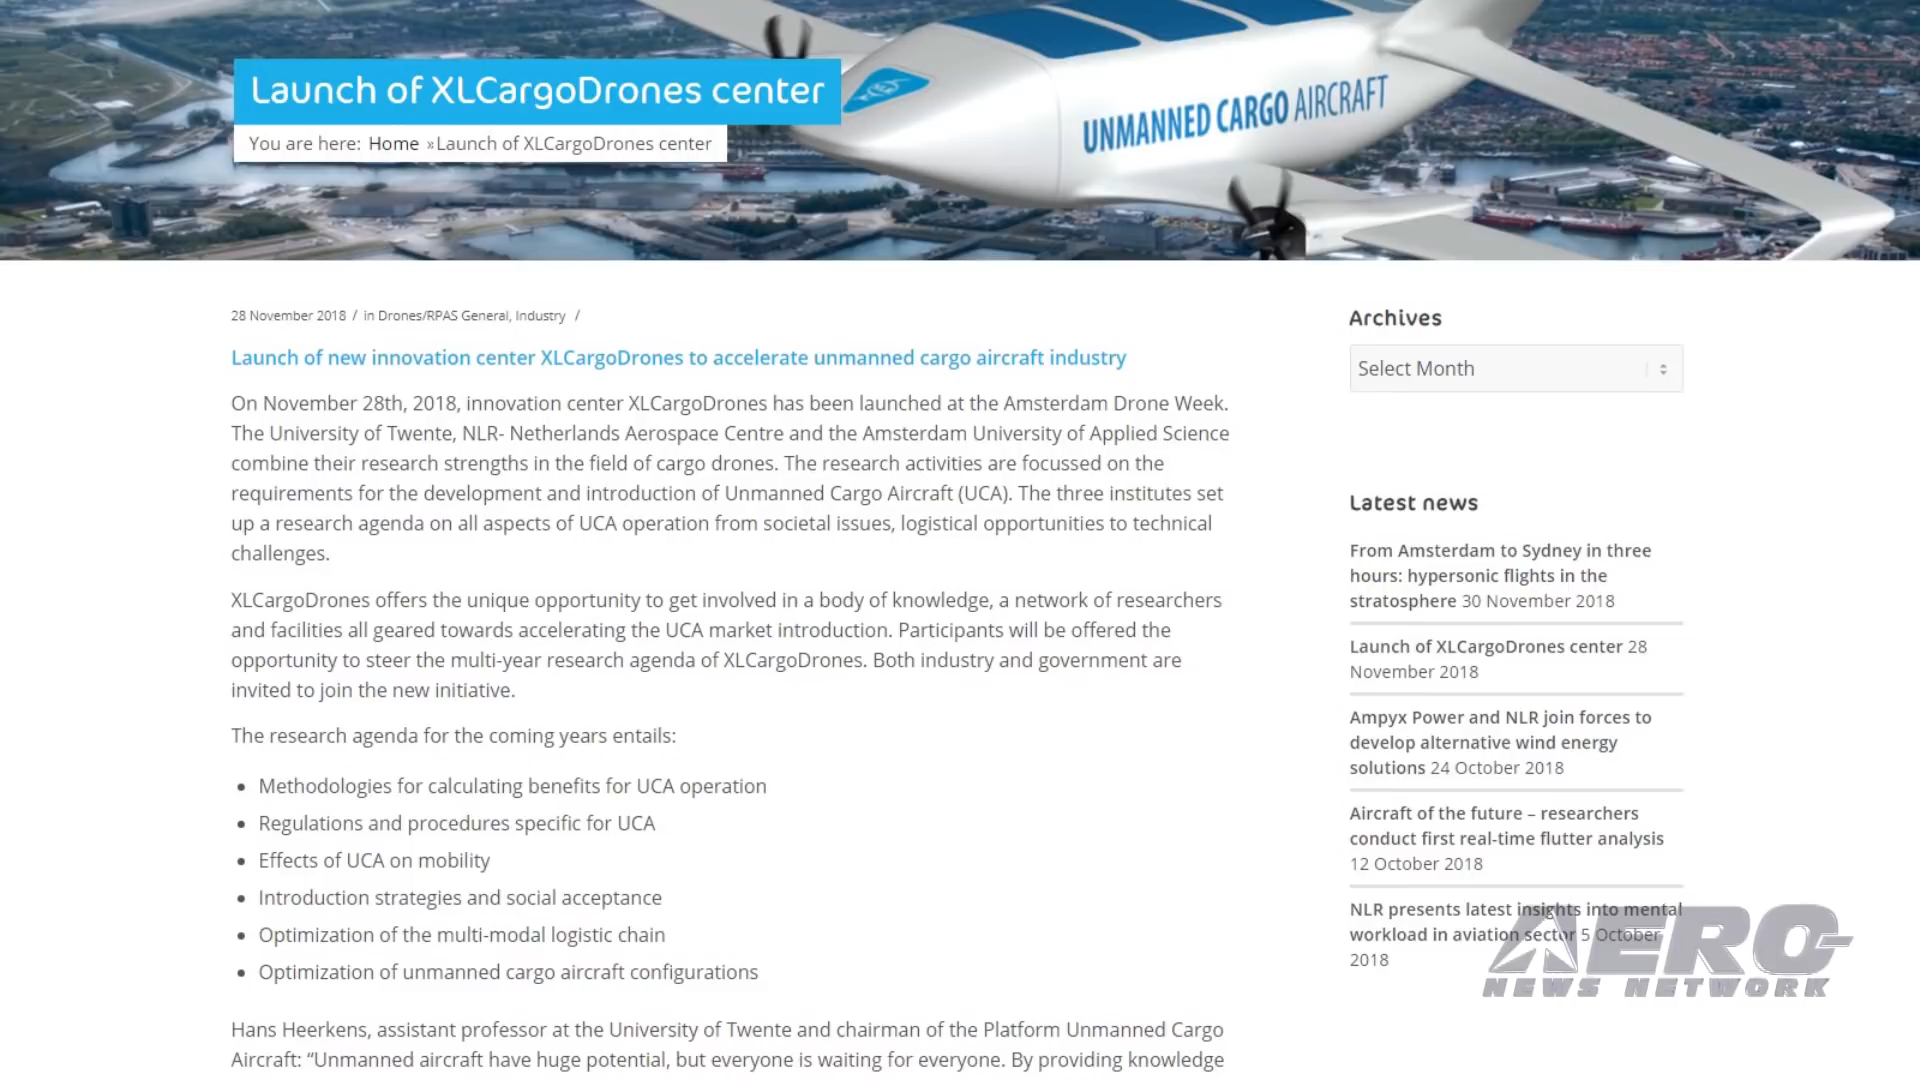 Launch of XLCargoDrones center
You are here: Home » Launch of XLCargoDrones center
UNMANNED CARGO AIRCRAFT
28 November 2018 / in Drones/RPAS General, Industry /
Launch of new innovation center XLCargoDrones to accelerate unmanned cargo aircraft industry
On November 28th, 2018, innovation center XLCargoDrones has been launched at the Amsterdam Drone Week.
The University of Twente, NLR- Netherlands Aerospace Centre and the Amsterdam University of Applied Science
combine their research strengths in the field of cargo drones. The research activities are focussed on the
requirements for the development and introduction of Unmanned Cargo Aircraft (UCA). The three institutes set
up a research agenda on all aspects of UCA operation from societal issues, logistical opportunities to technical
challenges.
XLCargoDrones offers the unique opportunity to get involved in a body of knowledge, a network of researchers
and facilities all geared towards accelerating the UCA market introduction. Participants will be offered the
opportunity to steer the multi-year research agenda of XLCargoDrones. Both industry and government are
invited to join the new initiative.
The research agenda for the coming years entails:
• Methodologies for calculating benefits for UCA operation
• Regulations and procedures specific for UCA
• Effects of UCA on mobility
• Introduction strategies and social acceptance
• Optimization of the multi-modal logistic chain
• Optimization of unmanned cargo aircraft configurations
Hans Heerkens, assistant professor at the University of Twente and chairman of the Platform Unmanned Cargo
Aircraft: “Unmanned aircraft have huge potential, but everyone is waiting for everyone. By providing knowledge
Archives
Select Month
Latest news
From Amsterdam to Sydney in three
hours: hypersonic flights in the
stratosphere 30 November 2018
Launch of XLCargoDrones center 28
November 2018
Ampyx Power and NLR join forces to
develop alternative wind energy
solutions 24 October 2018
Aircraft of the future – researchers
conduct first real-time flutter analysis
12 October 2018
NLR presents latest insights into mental
workload in aviation sector 5 October
2018
AERO-
NEWS NETWORK